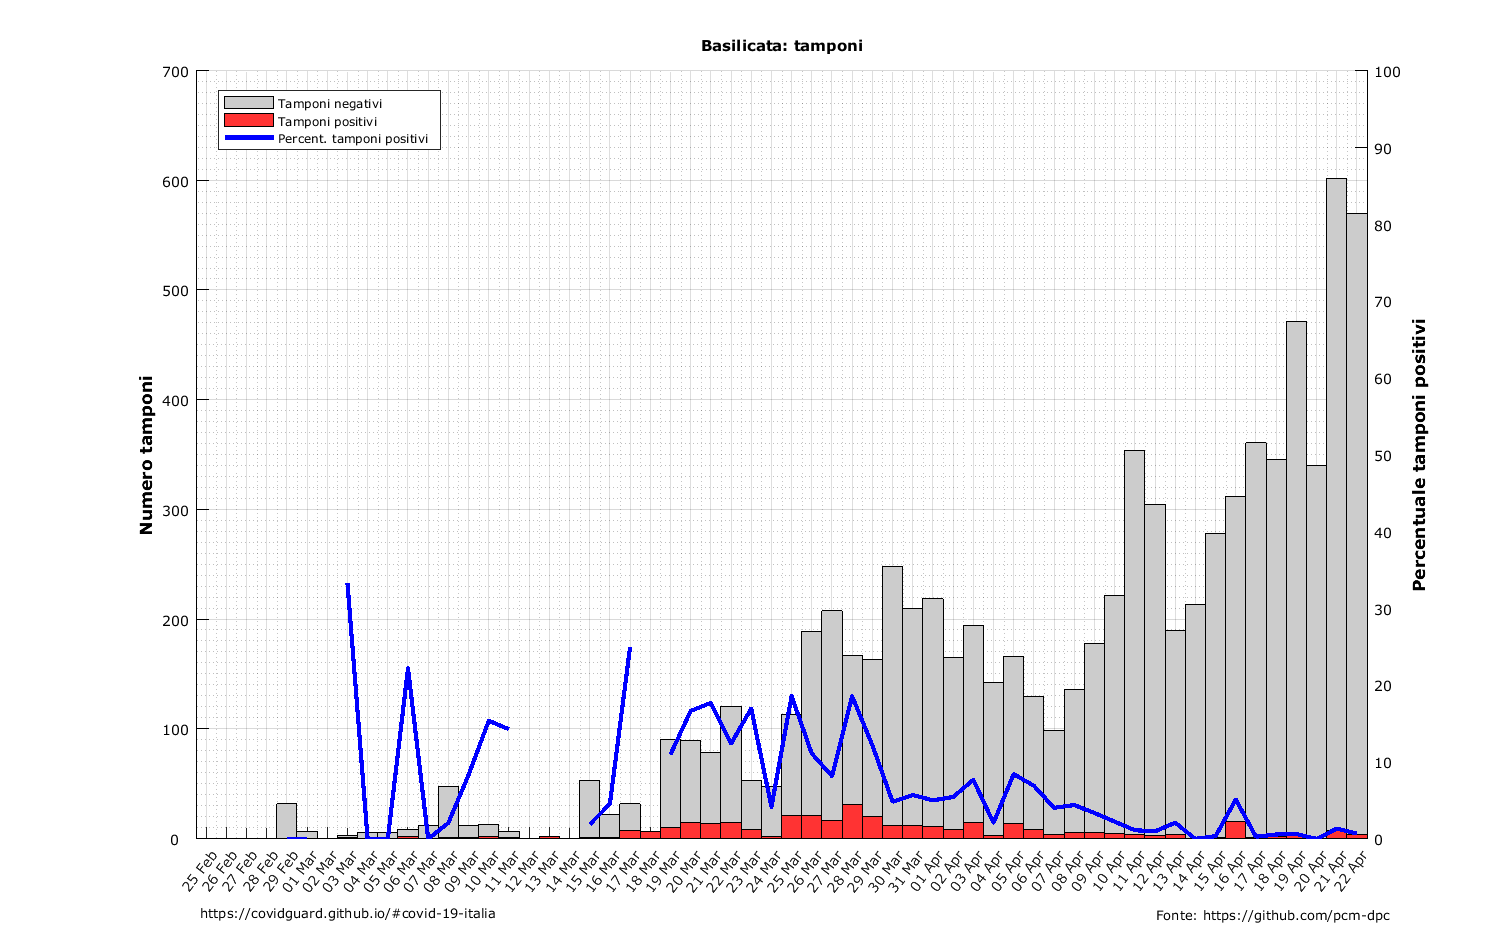 Basilicata: tamponi
700
600
500
400
300
200
100
0
Numero tamponi
Tamponi negativi
Tamponi positivi
Percent. tamponi positivi
100
90
80
70
60
50
40
30
20
10
0
Percentuale tamponi positivi
25 Feb
26 Feb
27 Feb
28 Feb
29 Feb
01 Mar
02 Mar
03 Mar
04 Mar
05 Mar
06 Mar
07 Mar
08 Mar
09 Mar
10 Mar
11 Mar
12 Mar
13 Mar
14 Mar
15 Mar
16 Mar
17 Mar
18 Mar
19 Mar
20 Mar
21 Mar
22 Mar
23 Mar
24 Mar
25 Mar
26 Mar
27 Mar
28 Mar
29 Mar
30 Mar
31 Mar
01 Apr
02 Apr
03 Apr
04 Apr
05 Apr
06 Apr
07 Apr
08 Apr
09 Apr
10 Apr
11 Apr
12 Apr
13 Apr
14 Apr
15 Apr
16 Apr
17 Apr
18 Apr
19 Apr
20 Apr
21 Apr
22 Apr
https://covidguard.github.io/#covid-19-italia
Fonte: https://github.com/pcm-dpc